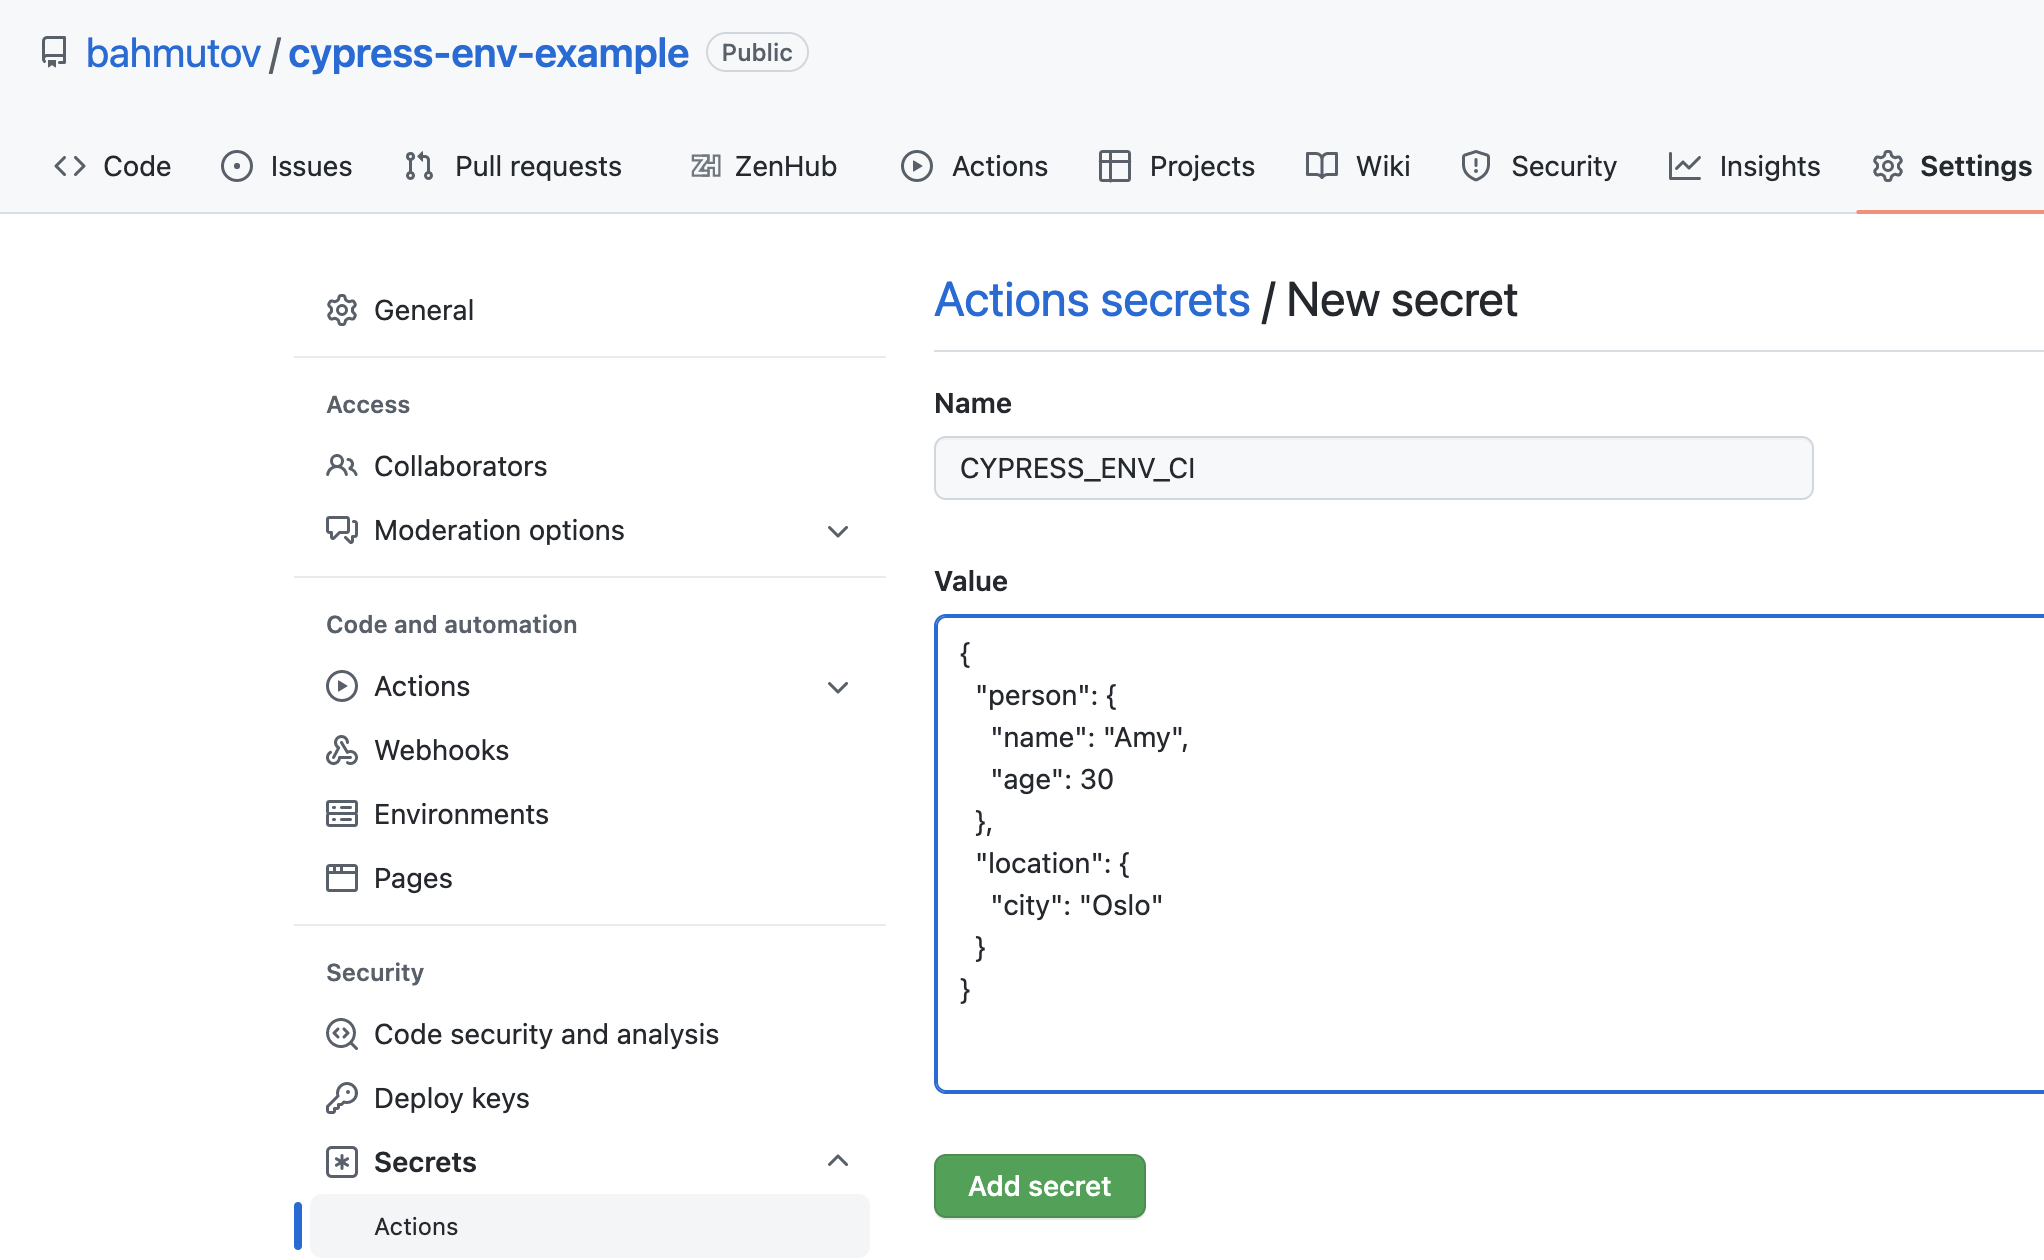 bahmutov / cypress-env-example Public
Code Issues Pull requests ZenHub Actions Projects Wiki Security Insights Settings
General
Access
Collaborators
Moderation options
Code and automation
Actions
Webhooks
Environments
Pages
Security
Code security and analysis
Deploy keys
Secrets
Actions
Actions secrets / New secret
Name
CYPRESS_ENV_CI
Value
{
  "person": {
    "name": "Amy",
    "age": 30
  },
  "location": {
    "city": "Oslo"
  }
}
Add secret